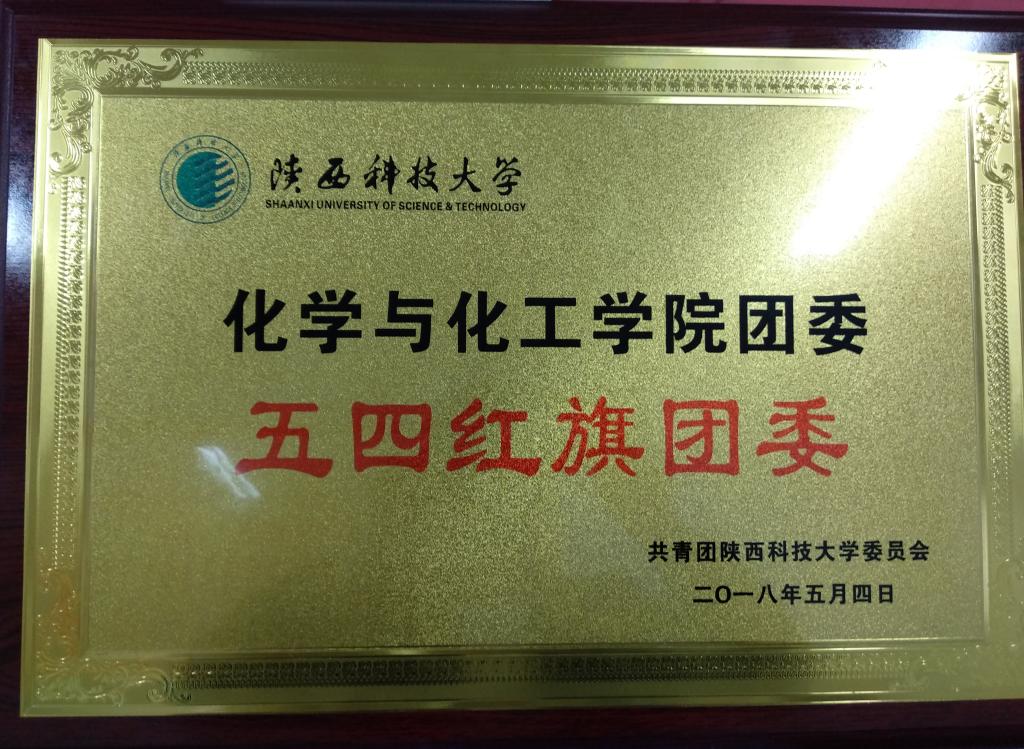 陕西科技大学
SHAANXI UNIVERSITY OF SCIENCE & TECHNOLOGY
化学与化工学院团委
五四红旗团委
共青团陕西科技大学委员会
二O一八年五月四日